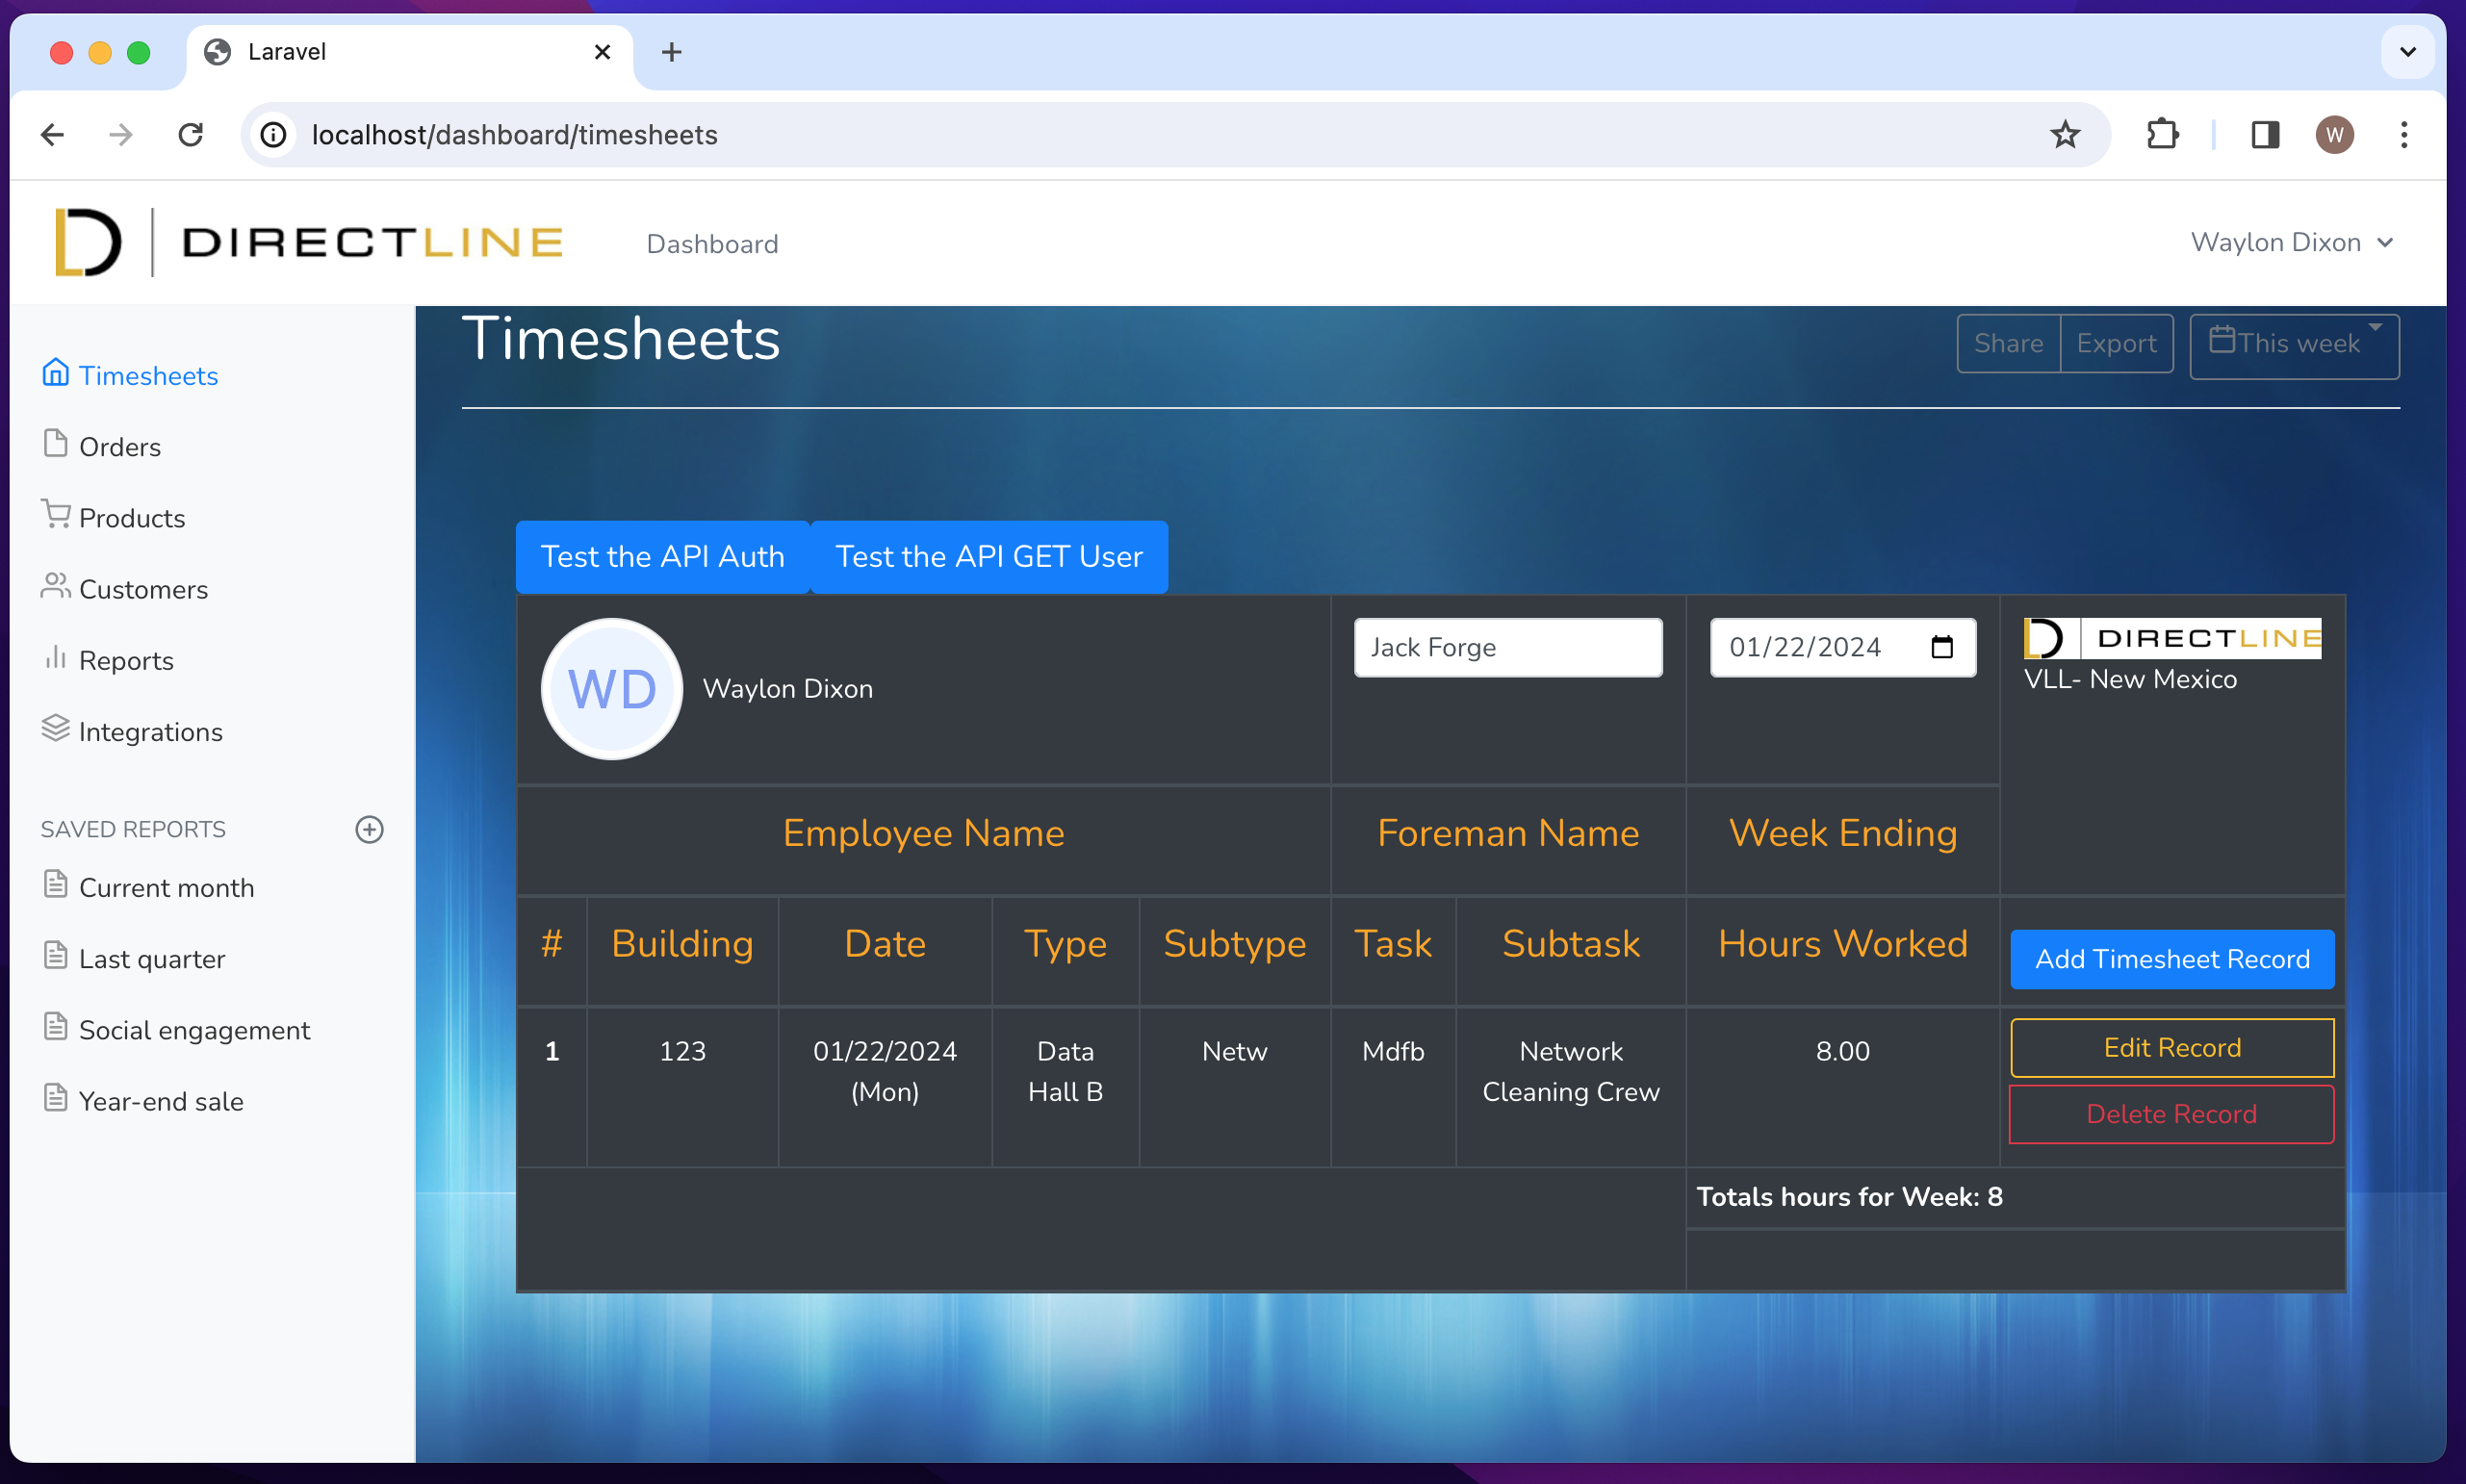 Laravel
localhost/dashboard/timesheets
W
DIRECTLINE
Dashboard
Waylon Dixon
Timesheets
Orders
Products
Customers
Reports
Integrations
SAVED REPORTS
Current month
Last quarter
Social engagement
Year-end sale
Timesheets
Share
Export
This week
Test the API Auth
Test the API GET User
WD
Waylon Dixon
Jack Forge
01/22/2024
DIRECTLINE
VLL- New Mexico
Employee Name
Foreman Name
Week Ending
#
Building
Date
Type
Subtype
Task
Subtask
Hours Worked
Add Timesheet Record
1
123
01/22/2024
(Mon)
Data
Hall B
Netw
Mdfb
Network
Cleaning Crew
8.00
Edit Record
Delete Record
Totals hours for Week: 8